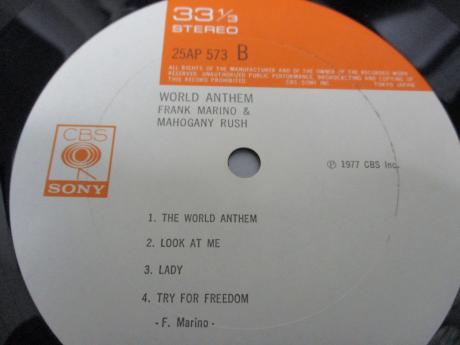 33 1/3
STEREO
25AP 573 B
ALL RIGHTS OF THE MANUFACTURER AND OF THE OWNER OF THE RECORDED WORK
RESERVED. UNAUTHORIZED PUBLIC PERFORMANCE, BROADCASTING AND COPYING OF
THIS RECORD PROHIBITED. CBS·SONY INC. TOKYO JAPAN
WORLD ANTHEM
FRANK MARINO &
MAHOGANY RUSH
CBS
SONY
℗ 1977 CBS Inc.
1. THE WORLD ANTHEM
2. LOOK AT ME
3. LADY
4. TRY FOR FREEDOM
- F. Marino -